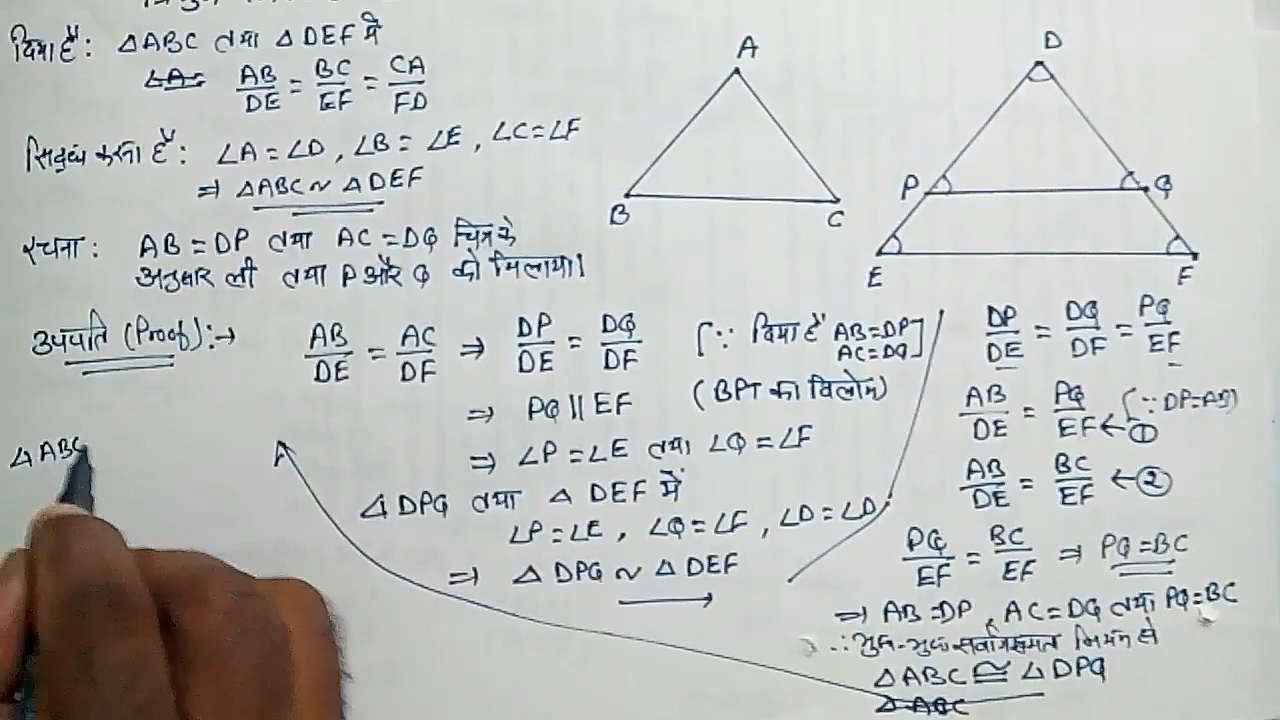 दिया है: △ABC तथा △DEF में
∠A= AB/DE = BC/EF = CA/FD
सिद्ध करना है: ∠A=∠D, ∠B=∠E, ∠C=∠F
⇒ △ABC ~ △DEF
रचना: AB=DP तथा AC=DQ चित्र के
अनुसार ली तथा P और Q को मिलाया।
उपपति (Proof):→ AB/DE = AC/DF ⇒ DP/DE = DQ/DF [∵ दिया है AB=DP]
AC=DQ
⇒ PQ || EF (BPT का विलोम)
⇒ ∠P=∠E तथा ∠Q=∠F
△DPQ तथा △DEF में
∠P=∠E, ∠Q=∠F, ∠D=∠D
⇒ △DPQ ~ △DEF
△ABC
A
B
C
D
P
Q
E
F
DP/DE = DQ/DF = PQ/EF
AB/DE = PQ/EF ←① [∵ DP=AB]
AB/DE = BC/EF ←②
PQ/EF = BC/EF ⇒ PQ=BC
⇒ AB=DP, AC=DQ तथा PQ=BC
∴ भुजा-भुजा सर्वांगसमता नियम से
△ABC ≅ △DPQ
△ABC